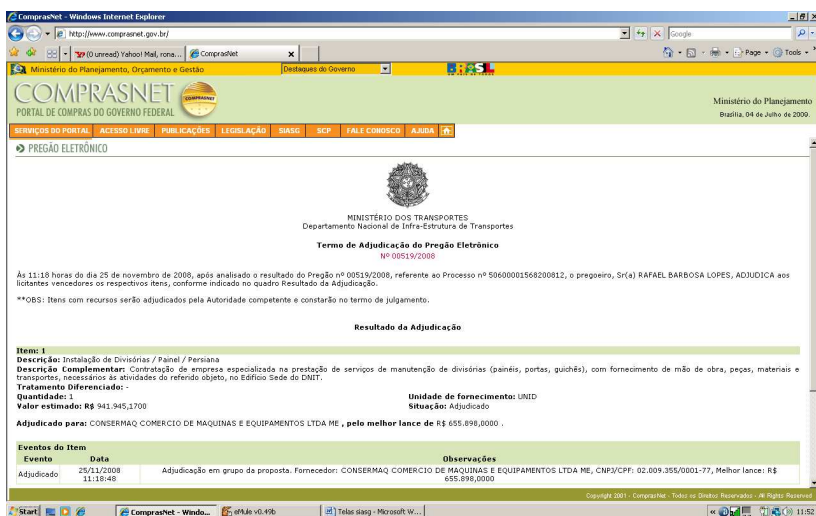 ComprasNet - Windows Internet Explorer
http://www.comprasnet.gov.br/
Google
(0 unread) Yahoo! Mail, rona...
ComprasNet
Page
Tools
Ministério do Planejamento, Orçamento e Gestão
Destaques do Governo
COMPRASNET
PORTAL DE COMPRAS DO GOVERNO FEDERAL
Ministério do Planejamento
Brasília, 04 de Julho de 2009.
SERVIÇOS DO PORTAL ACESSO LIVRE PUBLICAÇÕES LEGISLAÇÃO SIASG SCP FALE CONOSCO AJUDA
PREGÃO ELETRÔNICO
MINISTÉRIO DOS TRANSPORTES
Departamento Nacional de Infra-Estrutura de Transportes
Termo de Adjudicação do Pregão Eletrônico
Nº 00519/2008
Às 11:18 horas do dia 25 de novembro de 2008, após analisado o resultado do Pregão nº 00519/2008, referente ao Processo nº 50600001568200812, o pregoeiro, Sr(a) RAFAEL BARBOSA LOPES, ADJUDICA aos
licitantes vencedores os respectivos itens, conforme indicado no quadro Resultado da Adjudicação.
**OBS: Itens com recursos serão adjudicados pela Autoridade competente e constarão no termo de julgamento.
Resultado da Adjudicação
Item: 1
Descrição: Instalação de Divisórias / Painel / Persiana
Descrição Complementar: Contratação de empresa especializada na prestação de serviços de manutenção de divisórias (painéis, portas, guichês), com fornecimento de mão de obra, peças, materiais e
transportes, necessários às atividades do referido objeto, no Edifício Sede do DNIT.
Tratamento Diferenciado: -
Quantidade: 1 Unidade de fornecimento: UNID
Valor estimado: R$ 941.945,1700 Situação: Adjudicado
Adjudicado para: CONSERMAQ COMERCIO DE MAQUINAS E EQUIPAMENTOS LTDA ME , pelo melhor lance de R$ 655.898,0000 .
Eventos do Item
Evento Data Observações
Adjudicado 25/11/2008 11:18:48 Adjudicação em grupo da proposta. Fornecedor: CONSERMAQ COMERCIO DE MAQUINAS E EQUIPAMENTOS LTDA ME, CNPJ/CPF: 02.009.355/0001-77, Melhor lance: R$
655.898,0000
Copyright 2001 - ComprasNet - Todos os Direitos Reservados - All Rights Reserved
Start
ComprasNet - Windo...
eMule v0.49b
Telas siasg - Microsoft W...
11:52